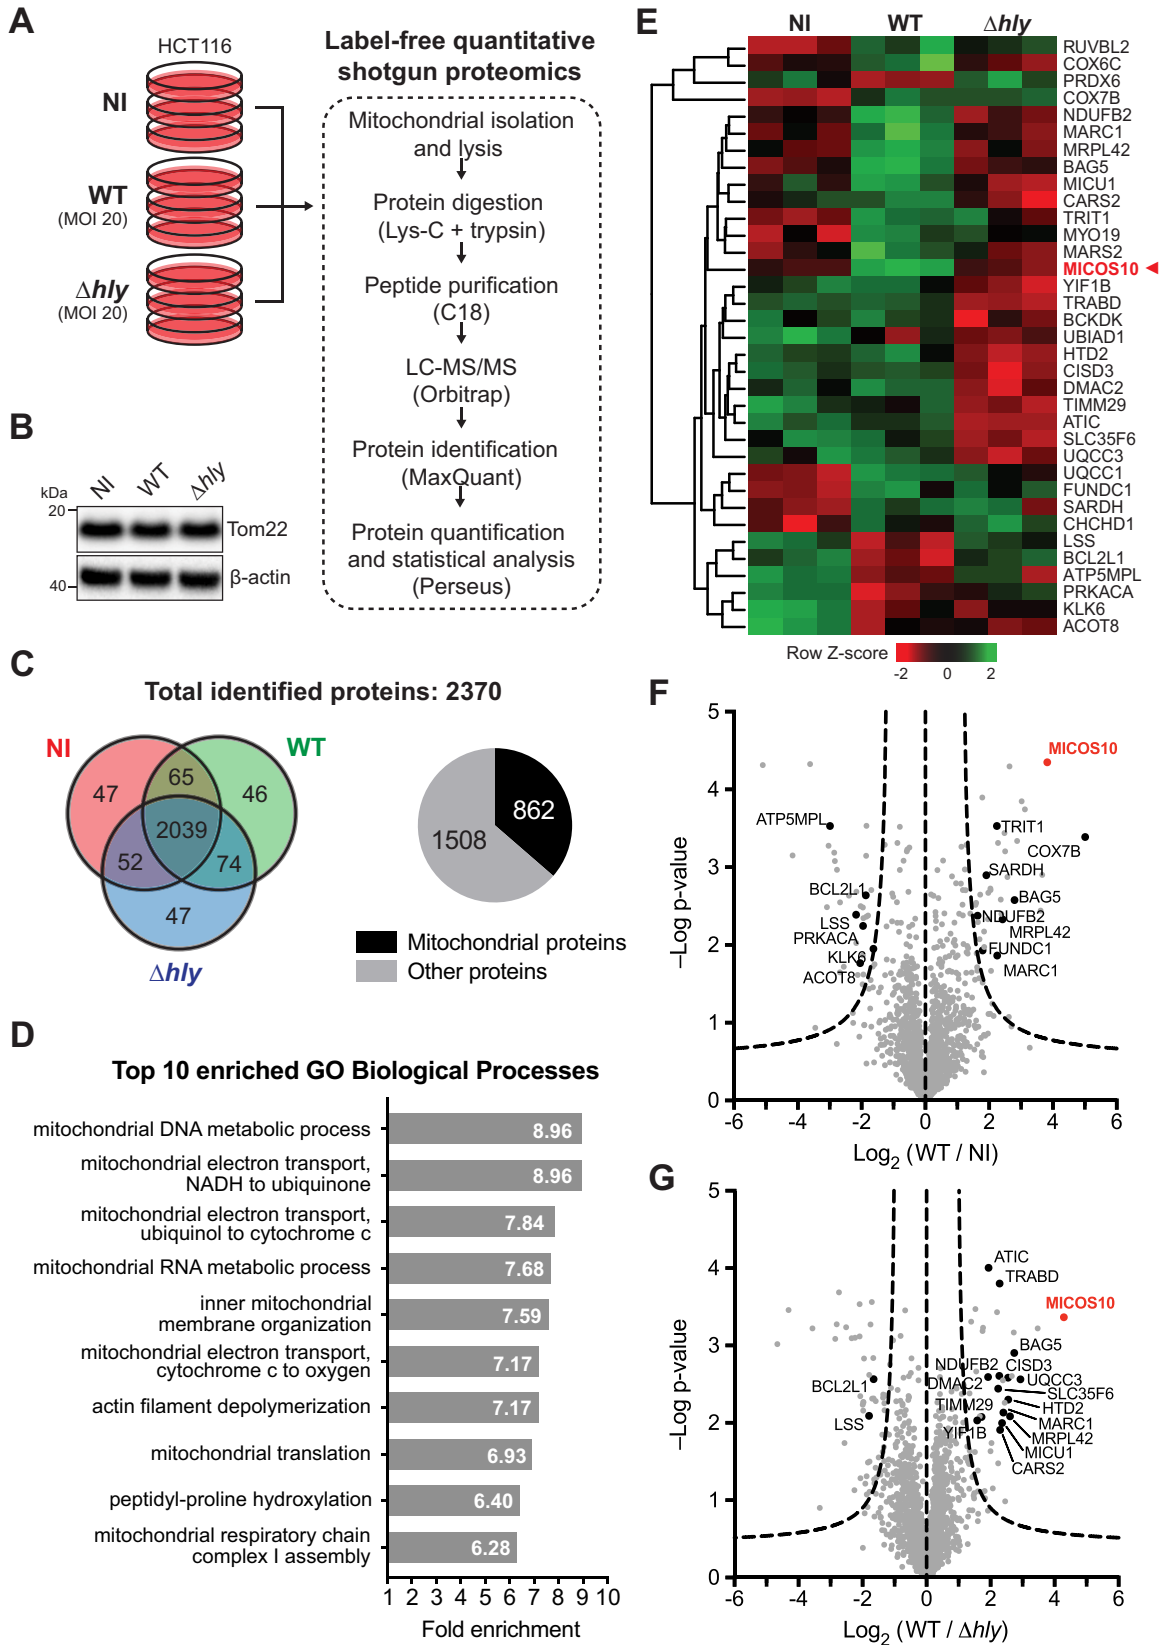 A
HCT116
NI
WT
(MOI 20)
Δhly
(MOI 20)
Label-free quantitative
shotgun proteomics
Mitochondrial isolation
and lysis
Protein digestion
(Lys-C + trypsin)
Peptide purification
(C18)
LC-MS/MS
(Orbitrap)
Protein identification
(MaxQuant)
Protein quantification
and statistical analysis
(Perseus)
B
NI WT Δhly
kDa
20
Tom22
40
β-actin
C
Total identified proteins: 2370
NI
WT
47
65
46
2039
52
74
47
Δhly
862
1508
Mitochondrial proteins
Other proteins
D
Top 10 enriched GO Biological Processes
mitochondrial DNA metabolic process
8.96
mitochondrial electron transport,
NADH to ubiquinone
8.96
mitochondrial electron transport,
ubiquinol to cytochrome c
7.84
mitochondrial RNA metabolic process
7.68
inner mitochondrial
membrane organization
7.59
mitochondrial electron transport,
cytochrome c to oxygen
7.17
actin filament depolymerization
7.17
mitochondrial translation
6.93
peptidyl-proline hydroxylation
6.40
mitochondrial respiratory chain
complex I assembly
6.28
1 2 3 4 5 6 7 8 9 10
Fold enrichment
E
NI WT Δhly
RUVBL2
COX6C
PRDX6
COX7B
NDUFB2
MARC1
MRPL42
BAG5
MICU1
CARS2
TRIT1
MYO19
MARS2
MICOS10
YIF1B
TRABD
BCKDK
UBIAD1
HTD2
CISD3
DMAC2
TIMM29
ATIC
SLC35F6
UQCC3
UQCC1
FUNDC1
SARDH
CHCHD1
LSS
BCL2L1
ATP5MPL
PRKACA
KLK6
ACOT8
Row Z-score
-2 0 2
F
5
4
3
2
1
0
–Log p-value
MICOS10
ATP5MPL
TRIT1
COX7B
SARDH
BCL2L1
BAG5
LSS
NDUFB2
MRPL42
PRKACA
KLK6
FUNDC1
MARC1
ACOT8
-6 -4 -2 0 2 4 6
Log2 (WT / NI)
G
5
4
3
2
1
0
–Log p-value
ATIC
TRABD
MICOS10
BAG5
NDUFB2
CISD3
BCL2L1
DMAC2
UQCC3
SLC35F6
TIMM29
HTD2
LSS
MARC1
YIF1B
MRPL42
MICU1
CARS2
-6 -4 -2 0 2 4 6
Log2 (WT / Δhly)